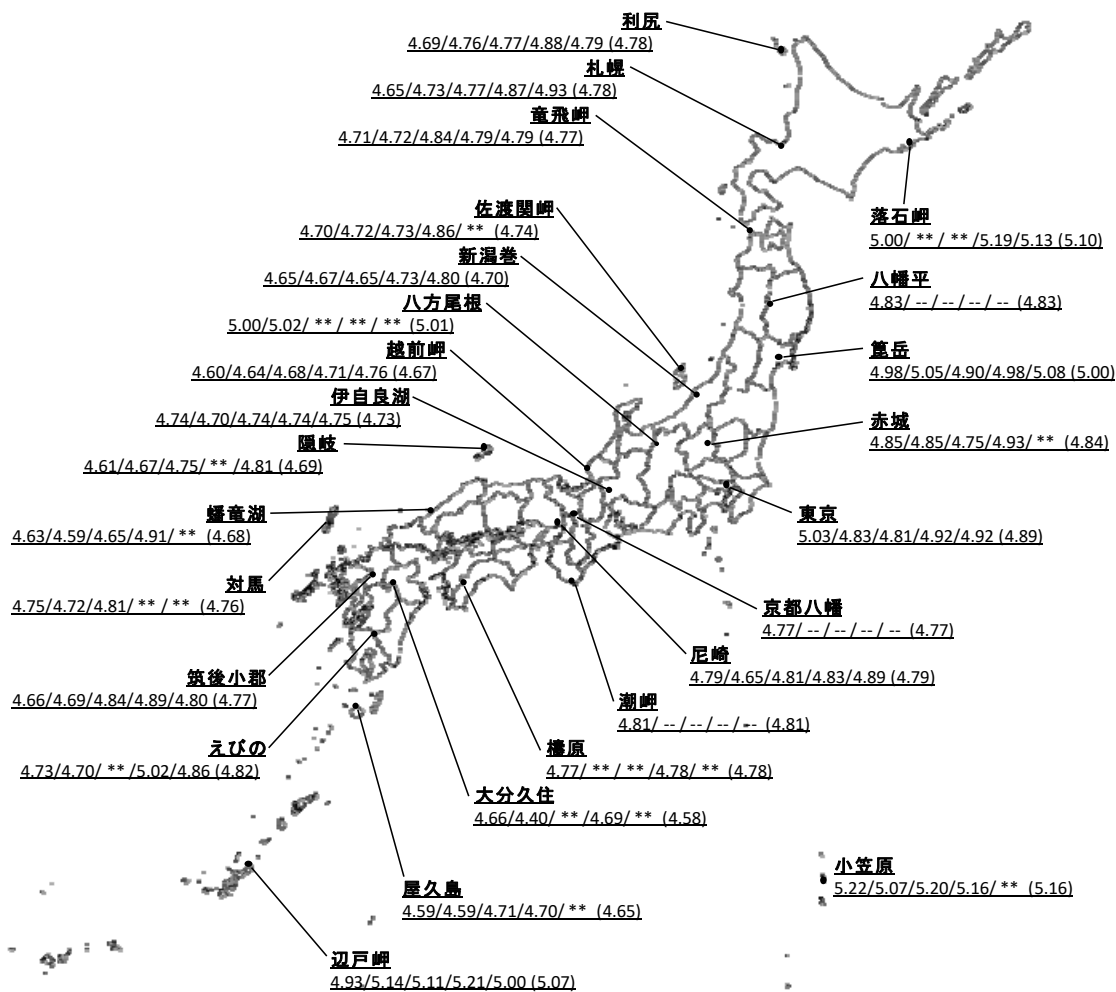 利尻
4.69/4.76/4.77/4.88/4.79 (4.78)
札幌
4.65/4.73/4.77/4.87/4.93 (4.78)
竜飛岬
4.71/4.72/4.84/4.79/4.79 (4.77)
落石岬
5.00/ ** / ** /5.19/5.13 (5.10)
佐渡関岬
4.70/4.72/4.73/4.86/ ** (4.74)
新潟巻
4.65/4.67/4.65/4.73/4.80 (4.70)
八幡平
4.83/ -- / -- / -- / -- (4.83)
八方尾根
5.00/5.02/ ** / ** / ** (5.01)
越前岬
4.60/4.64/4.68/4.71/4.76 (4.67)
箟岳
4.98/5.05/4.90/4.98/5.08 (5.00)
伊自良湖
4.74/4.70/4.74/4.74/4.75 (4.73)
赤城
4.85/4.85/4.75/4.93/ ** (4.84)
隠岐
4.61/4.67/4.75/ ** /4.81 (4.69)
蟠竜湖
4.63/4.59/4.65/4.91/ ** (4.68)
東京
5.03/4.83/4.81/4.92/4.92 (4.89)
対馬
4.75/4.72/4.81/ ** / ** (4.76)
京都八幡
4.77/ -- / -- / -- / -- (4.77)
尼崎
4.79/4.65/4.81/4.83/4.89 (4.79)
筑後小郡
4.66/4.69/4.84/4.89/4.80 (4.77)
潮岬
4.81/ -- / -- / -- / -- (4.81)
えびの
4.73/4.70/ ** /5.02/4.86 (4.82)
檮原
4.77/ ** / ** /4.78/ ** (4.78)
大分久住
4.66/4.40/ ** /4.69/ ** (4.58)
小笠原
5.22/5.07/5.20/5.16/ ** (5.16)
屋久島
4.59/4.59/4.71/4.70/ ** (4.65)
辺戸岬
4.93/5.14/5.11/5.21/5.00 (5.07)